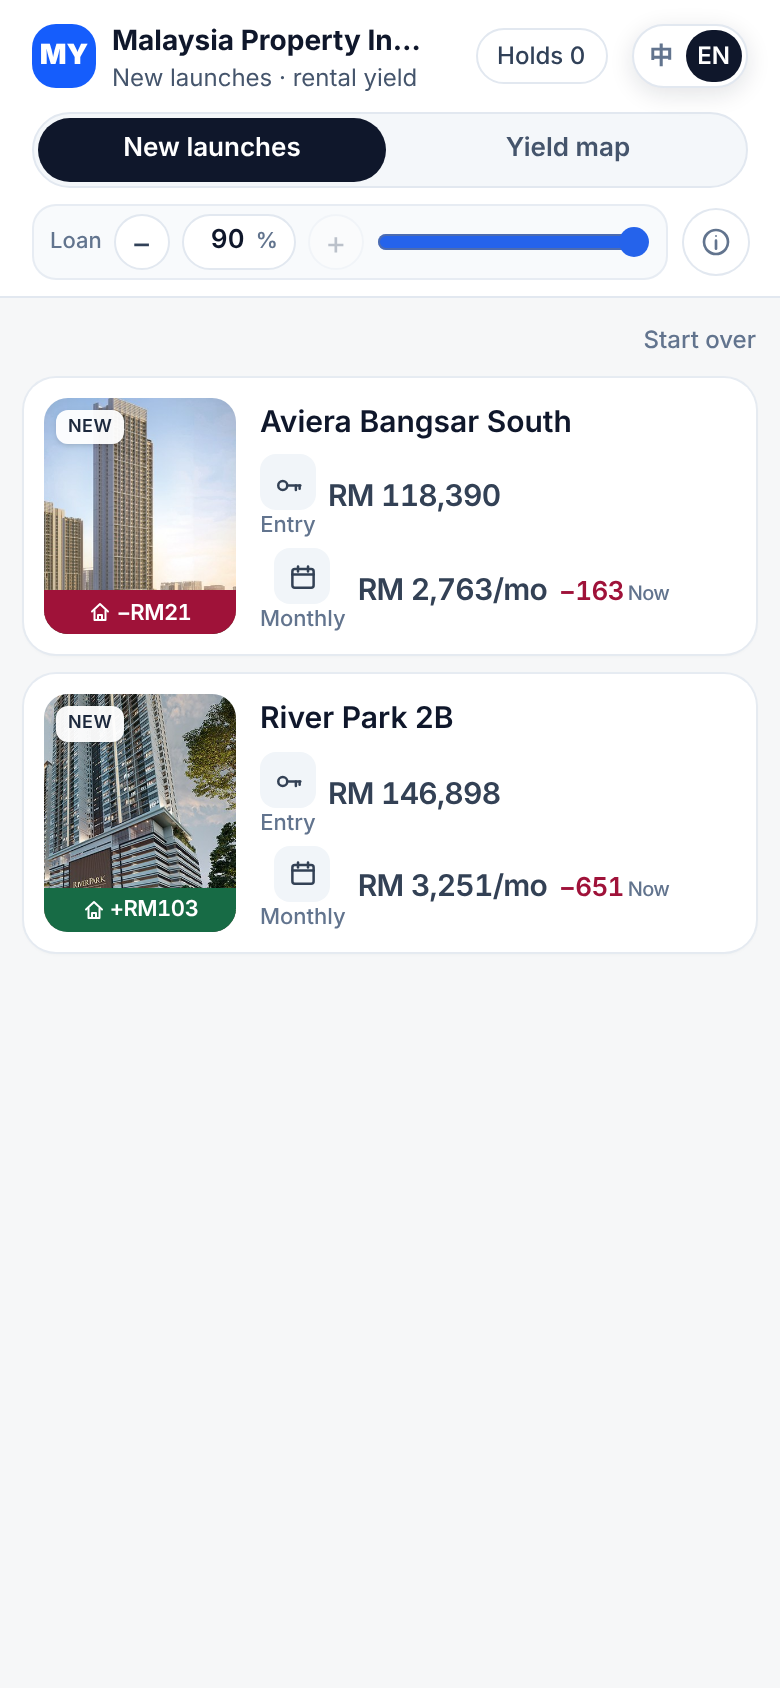 MY
Malaysia Property In...
New launches · rental yield
Holds 0
中
EN
New launches
Yield map
Loan
−
90 %
+
Start over
NEW
−RM21
Aviera Bangsar South
RM 118,390
Entry
RM 2,763/mo −163 Now
Monthly
NEW
RIVERPARK
+RM103
River Park 2B
RM 146,898
Entry
RM 3,251/mo −651 Now
Monthly